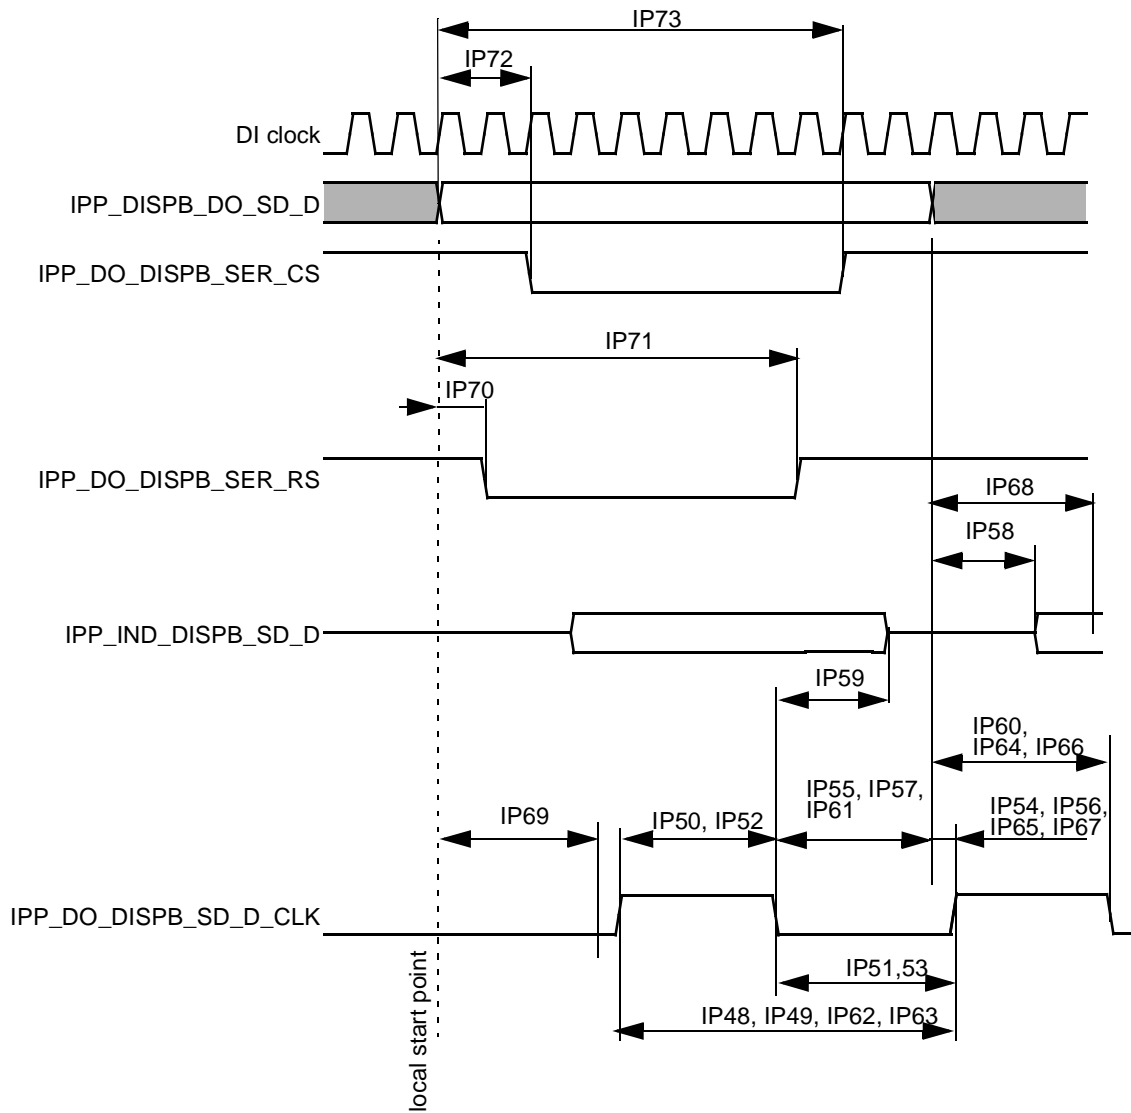 IP73
IP72
DI clock
IPP_DISPB_DO_SD_D
IPP_DO_DISPB_SER_CS
IP71
IP70
IPP_DO_DISPB_SER_RS
IP68
IP58
IPP_IND_DISPB_SD_D
IP59
IP60,
IP64, IP66
IP55, IP57,
IP61
IP54, IP56,
IP65, IP67
IP69
IP50, IP52
IPP_DO_DISPB_SD_D_CLK
IP51,53
IP48, IP49, IP62, IP63
local start point